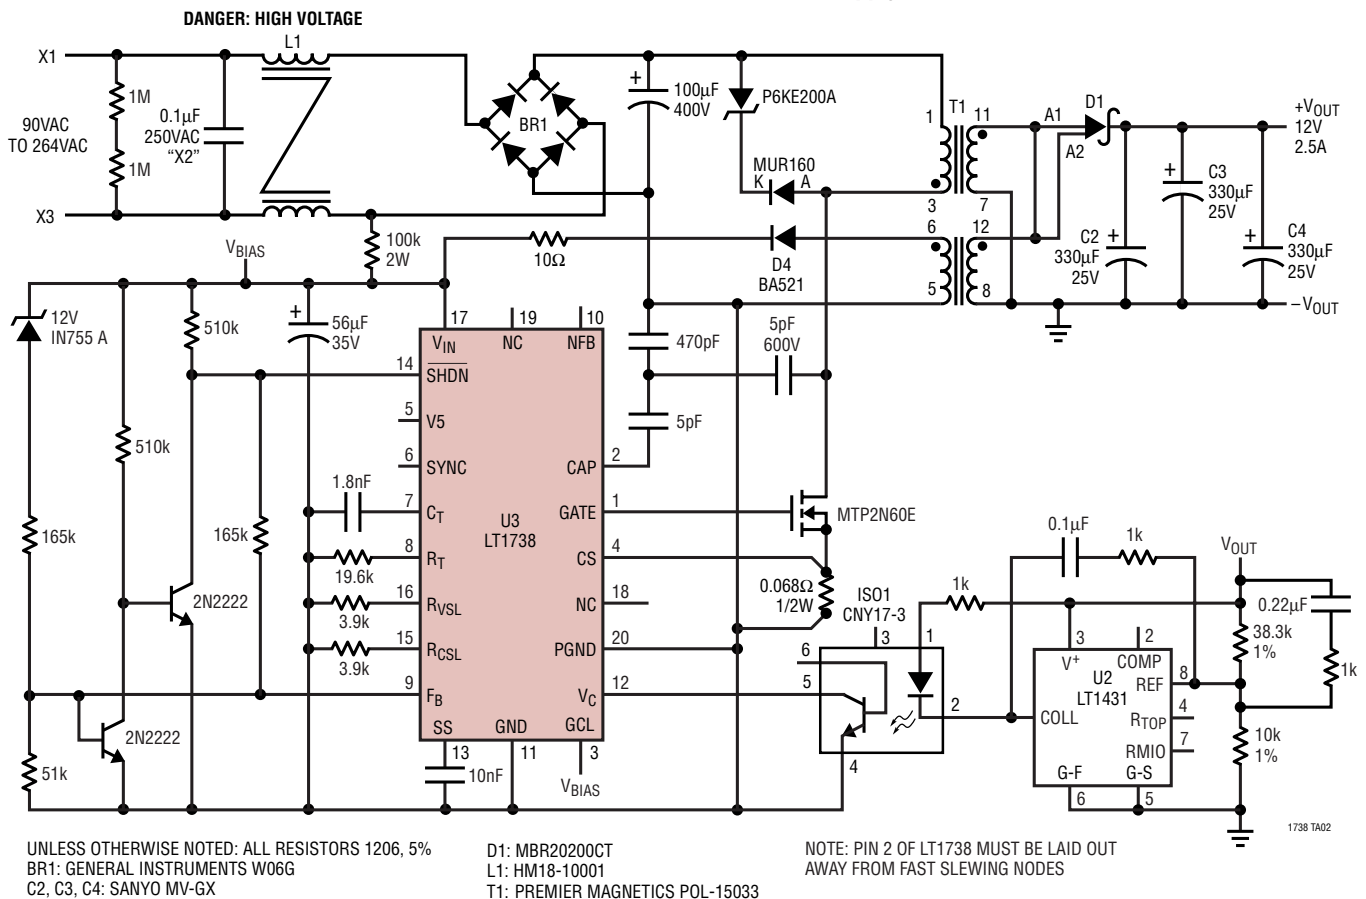 DANGER: HIGH VOLTAGE
L1
X1
1M
0.1µF
250VAC
“X2”
90VAC
TO 264VAC
1M
X3
BR1
+
100µF
400V
P6KE200A
MUR160
K A
1 T1 11
3 7
A1 D1
A2
+VOUT
12V
2.5A
+
C3
330µF
25V
+
C2
330µF
25V
+
C4
330µF
25V
–VOUT
6 12
5 8
D4
BA521
10Ω
100k
2W
VBIAS
12V
IN755 A
510k
+
56µF
35V
510k
165k
165k
2N2222
2N2222
51k
1.8nF
19.6k
3.9k
3.9k
10nF
17
VIN
19
NC
10
NFB
14
SHDN
5
V5
6
SYNC
7
CT
8
RT
16
RVSL
15
RCSL
9
FB
SS
13
GND
11
GCL
3
VBIAS
U3
LT1738
CAP
2
GATE
1
CS
4
NC
18
PGND
20
VC
12
470pF
5pF
600V
5pF
MTP2N60E
0.068Ω
1/2W
ISO1
CNY17-3
3
1
6
5
2
4
1k
0.1µF
1k
VOUT
0.22µF
38.3k
1%
1k
10k
1%
3
V+
2
COMP
U2
LT1431
REF
8
COLL
RTOP
4
RMIO
7
G-F
6
G-S
5
1738 TA02
UNLESS OTHERWISE NOTED: ALL RESISTORS 1206, 5%
BR1: GENERAL INSTRUMENTS W06G
C2, C3, C4: SANYO MV-GX
D1: MBR20200CT
L1: HM18-10001
T1: PREMIER MAGNETICS POL-15033
NOTE: PIN 2 OF LT1738 MUST BE LAID OUT
AWAY FROM FAST SLEWING NODES